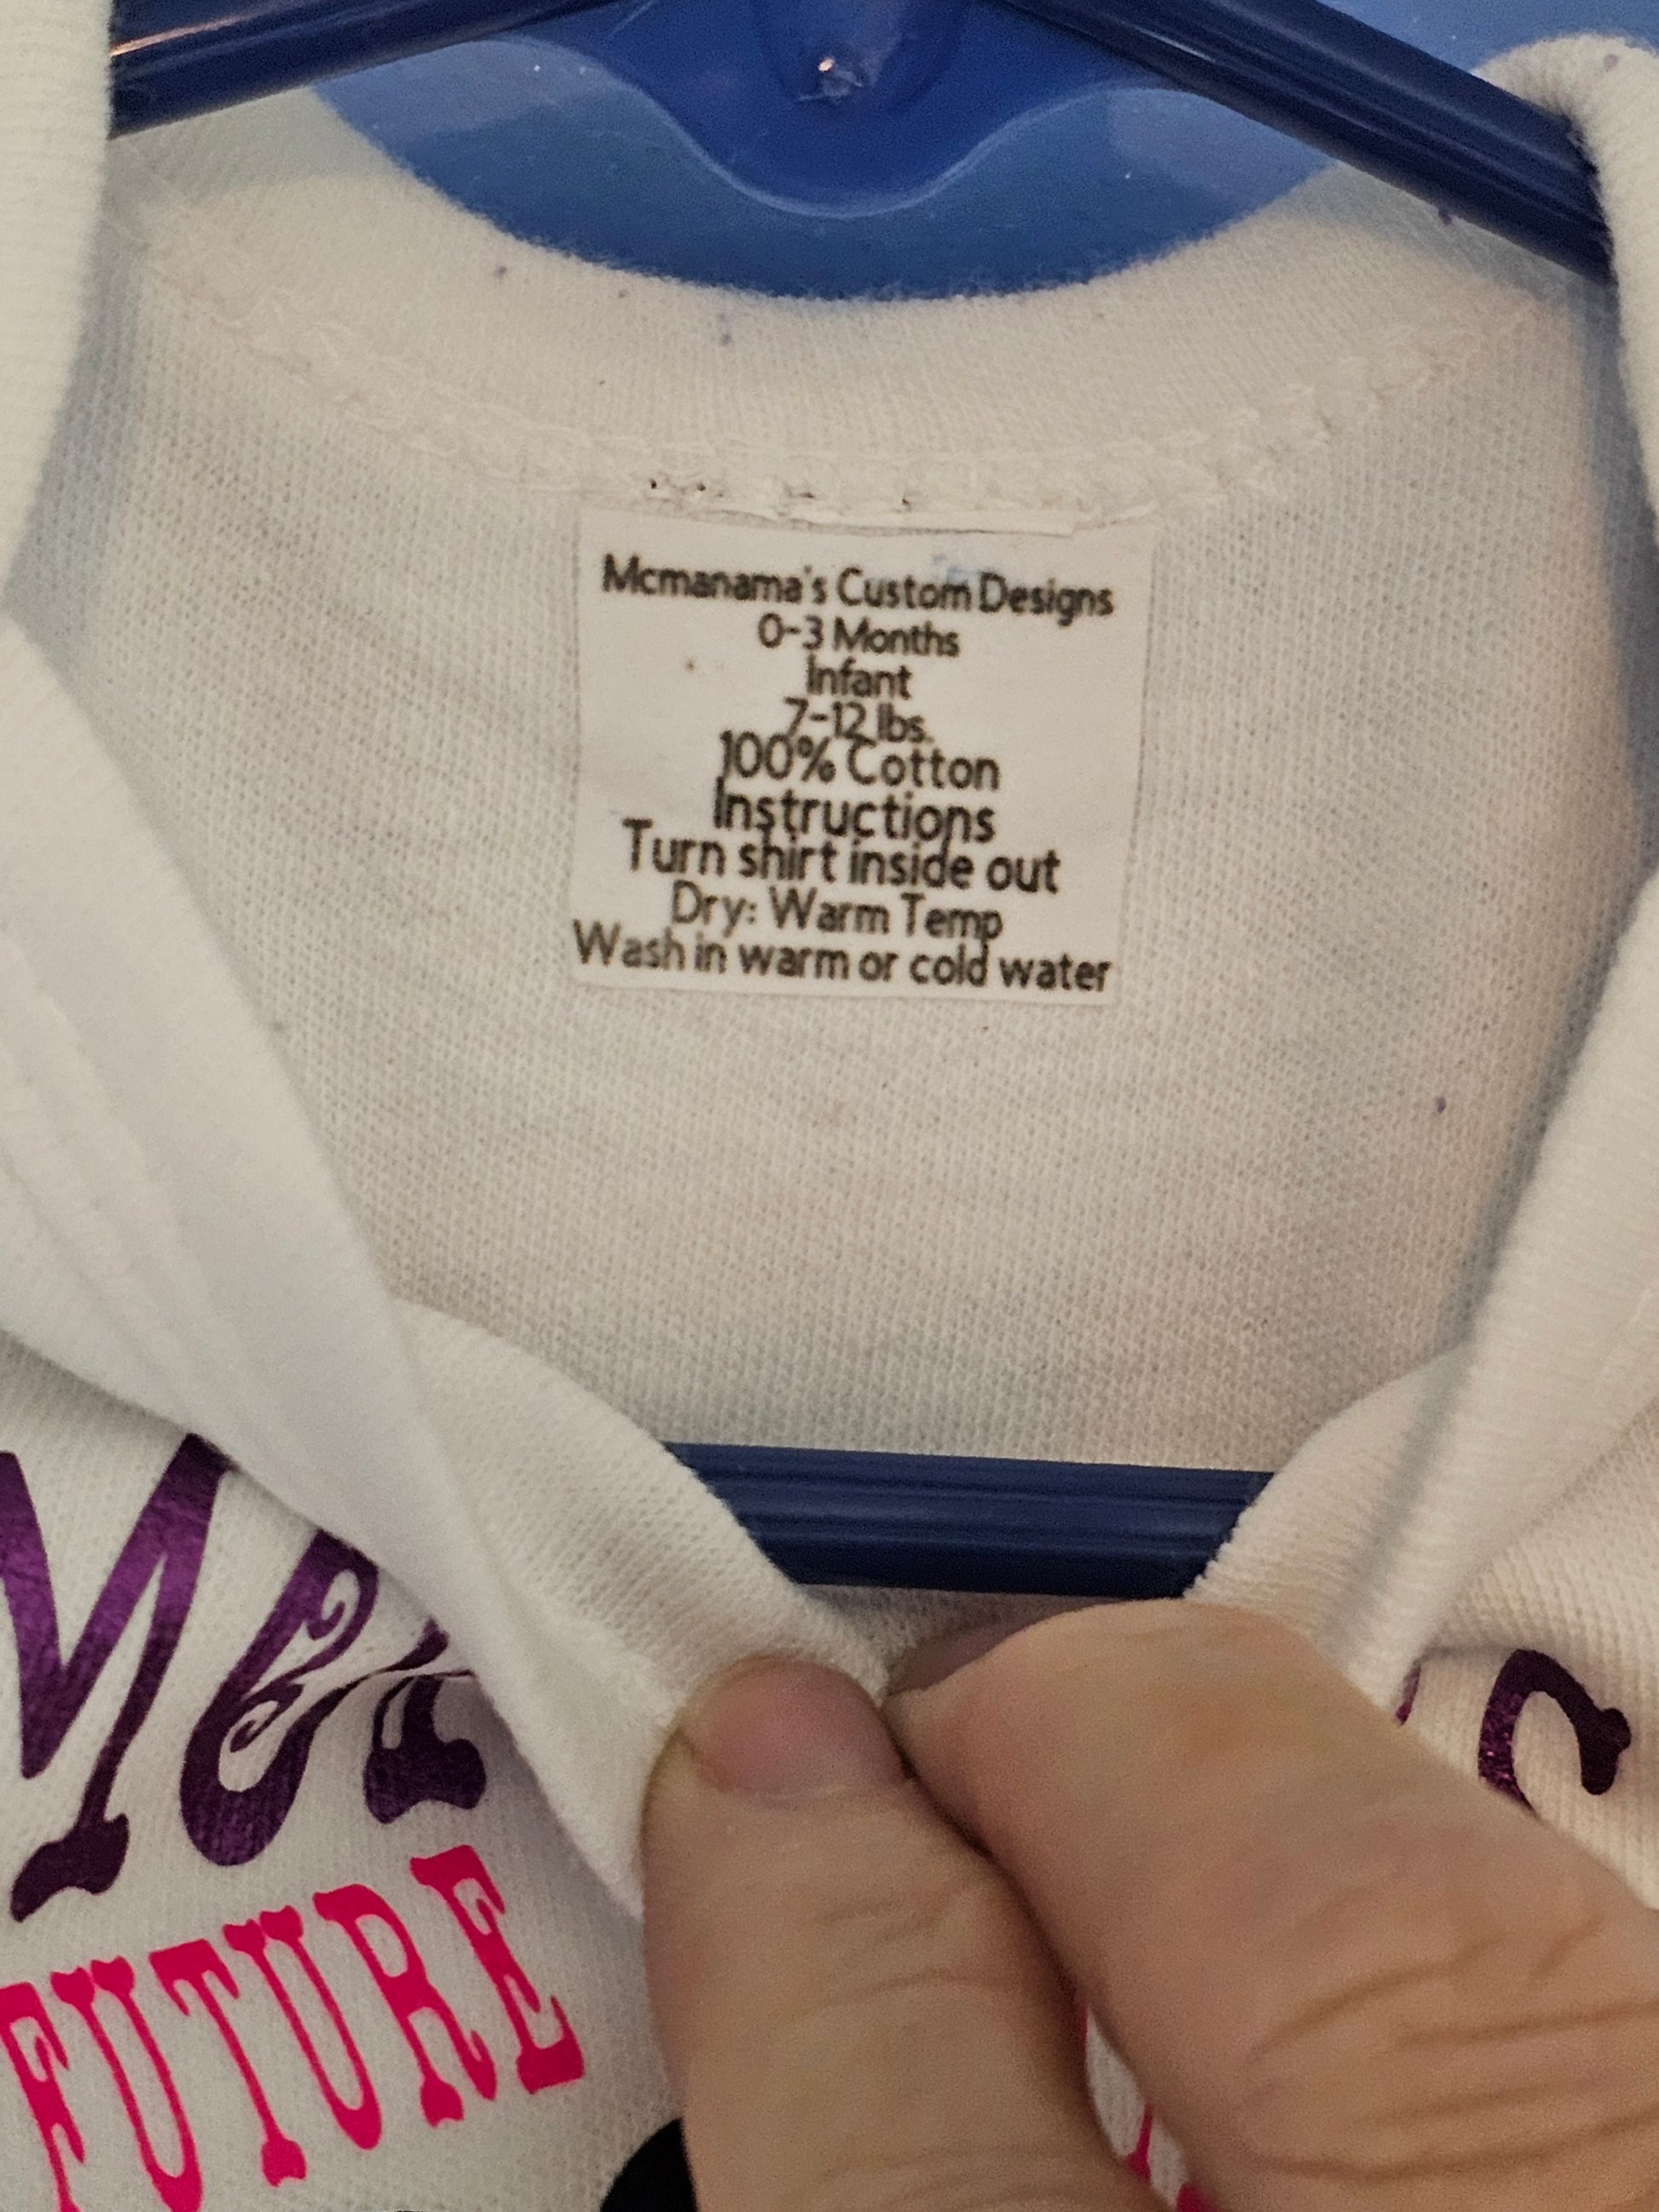 Mcmanama's Custom Designs
0-3 Months
Infant
7-12 lbs.
100% Cotton
Instructions
Turn shirt inside out
Dry: Warm Temp
Wash in warm or cold water
FUTURE